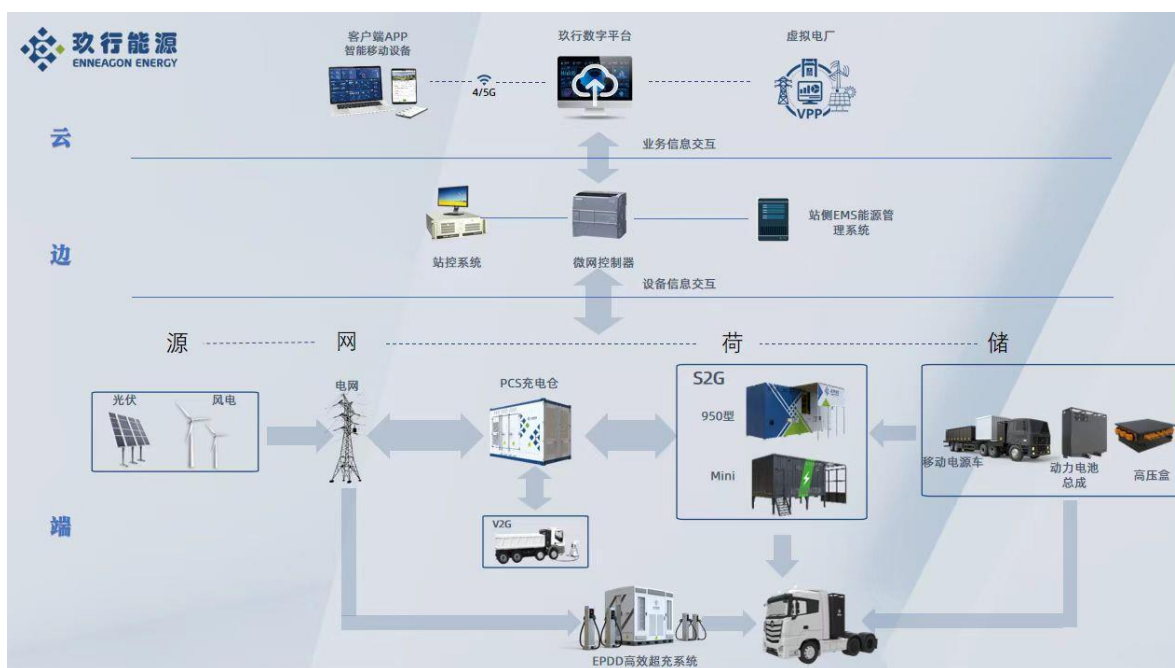 玖行能源
ENNEAGON ENERGY
客户端APP
智能移动设备
4/5G
玖行数字平台
虚拟电厂
VPP
云
业务信息交互
站控系统
微网控制器
站侧EMS能源管
理系统
边
设备信息交互
源
网
荷
储
光伏
风电
电网
PCS充电仓
S2G
950型
Mini
移动电源车
动力电池
总成
高压盒
端
V2G
EPDD高效超充系统